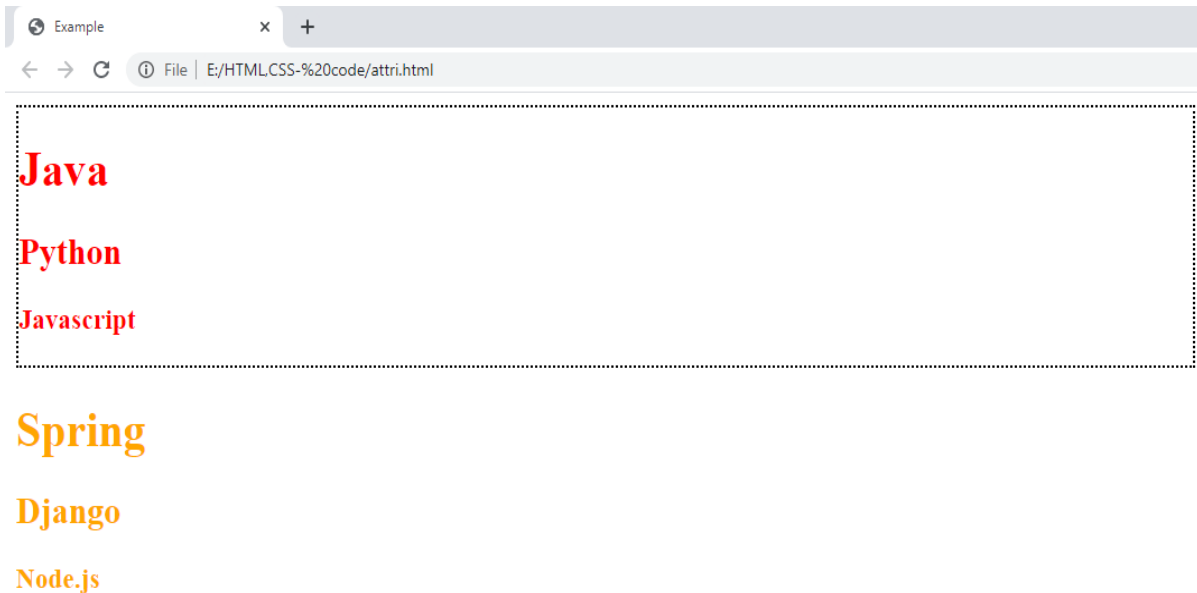 Example
File E:/HTML,CSS-%20code/attri.html
Java
Python
Javascript
Spring
Django
Node.js